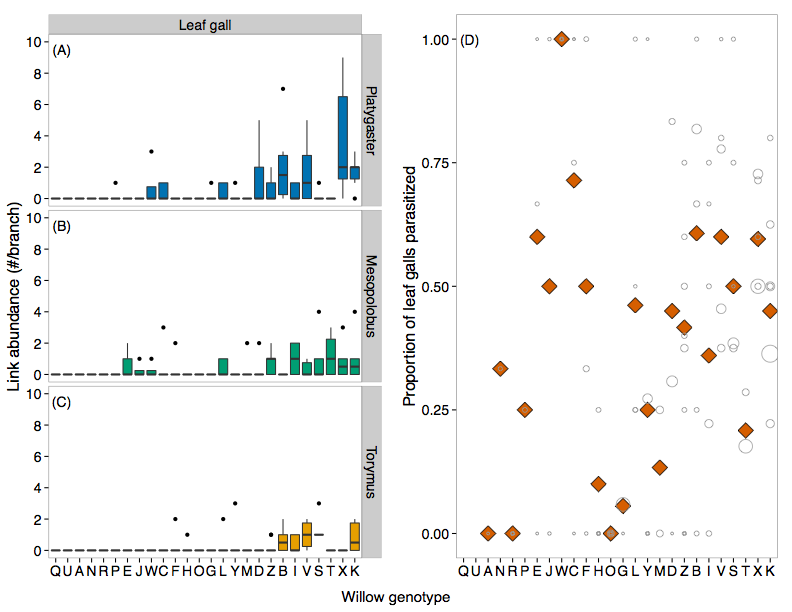 Leaf gall
(A)
10
8
6
4
2
0
Platygaster
(B)
10
8
6
4
2
0
Mesopolobus
(C)
10
8
6
4
2
0
Torymus
Link abundance (#/branch)
Q U A N R P E J W C F H O G L Y M D Z B I V S T X K
(D)
1.00
0.75
0.50
0.25
0.00
Proportion of leaf galls parasitized
Q U A N R P E J W C F H O G L Y M D Z B I V S T X K
Willow genotype